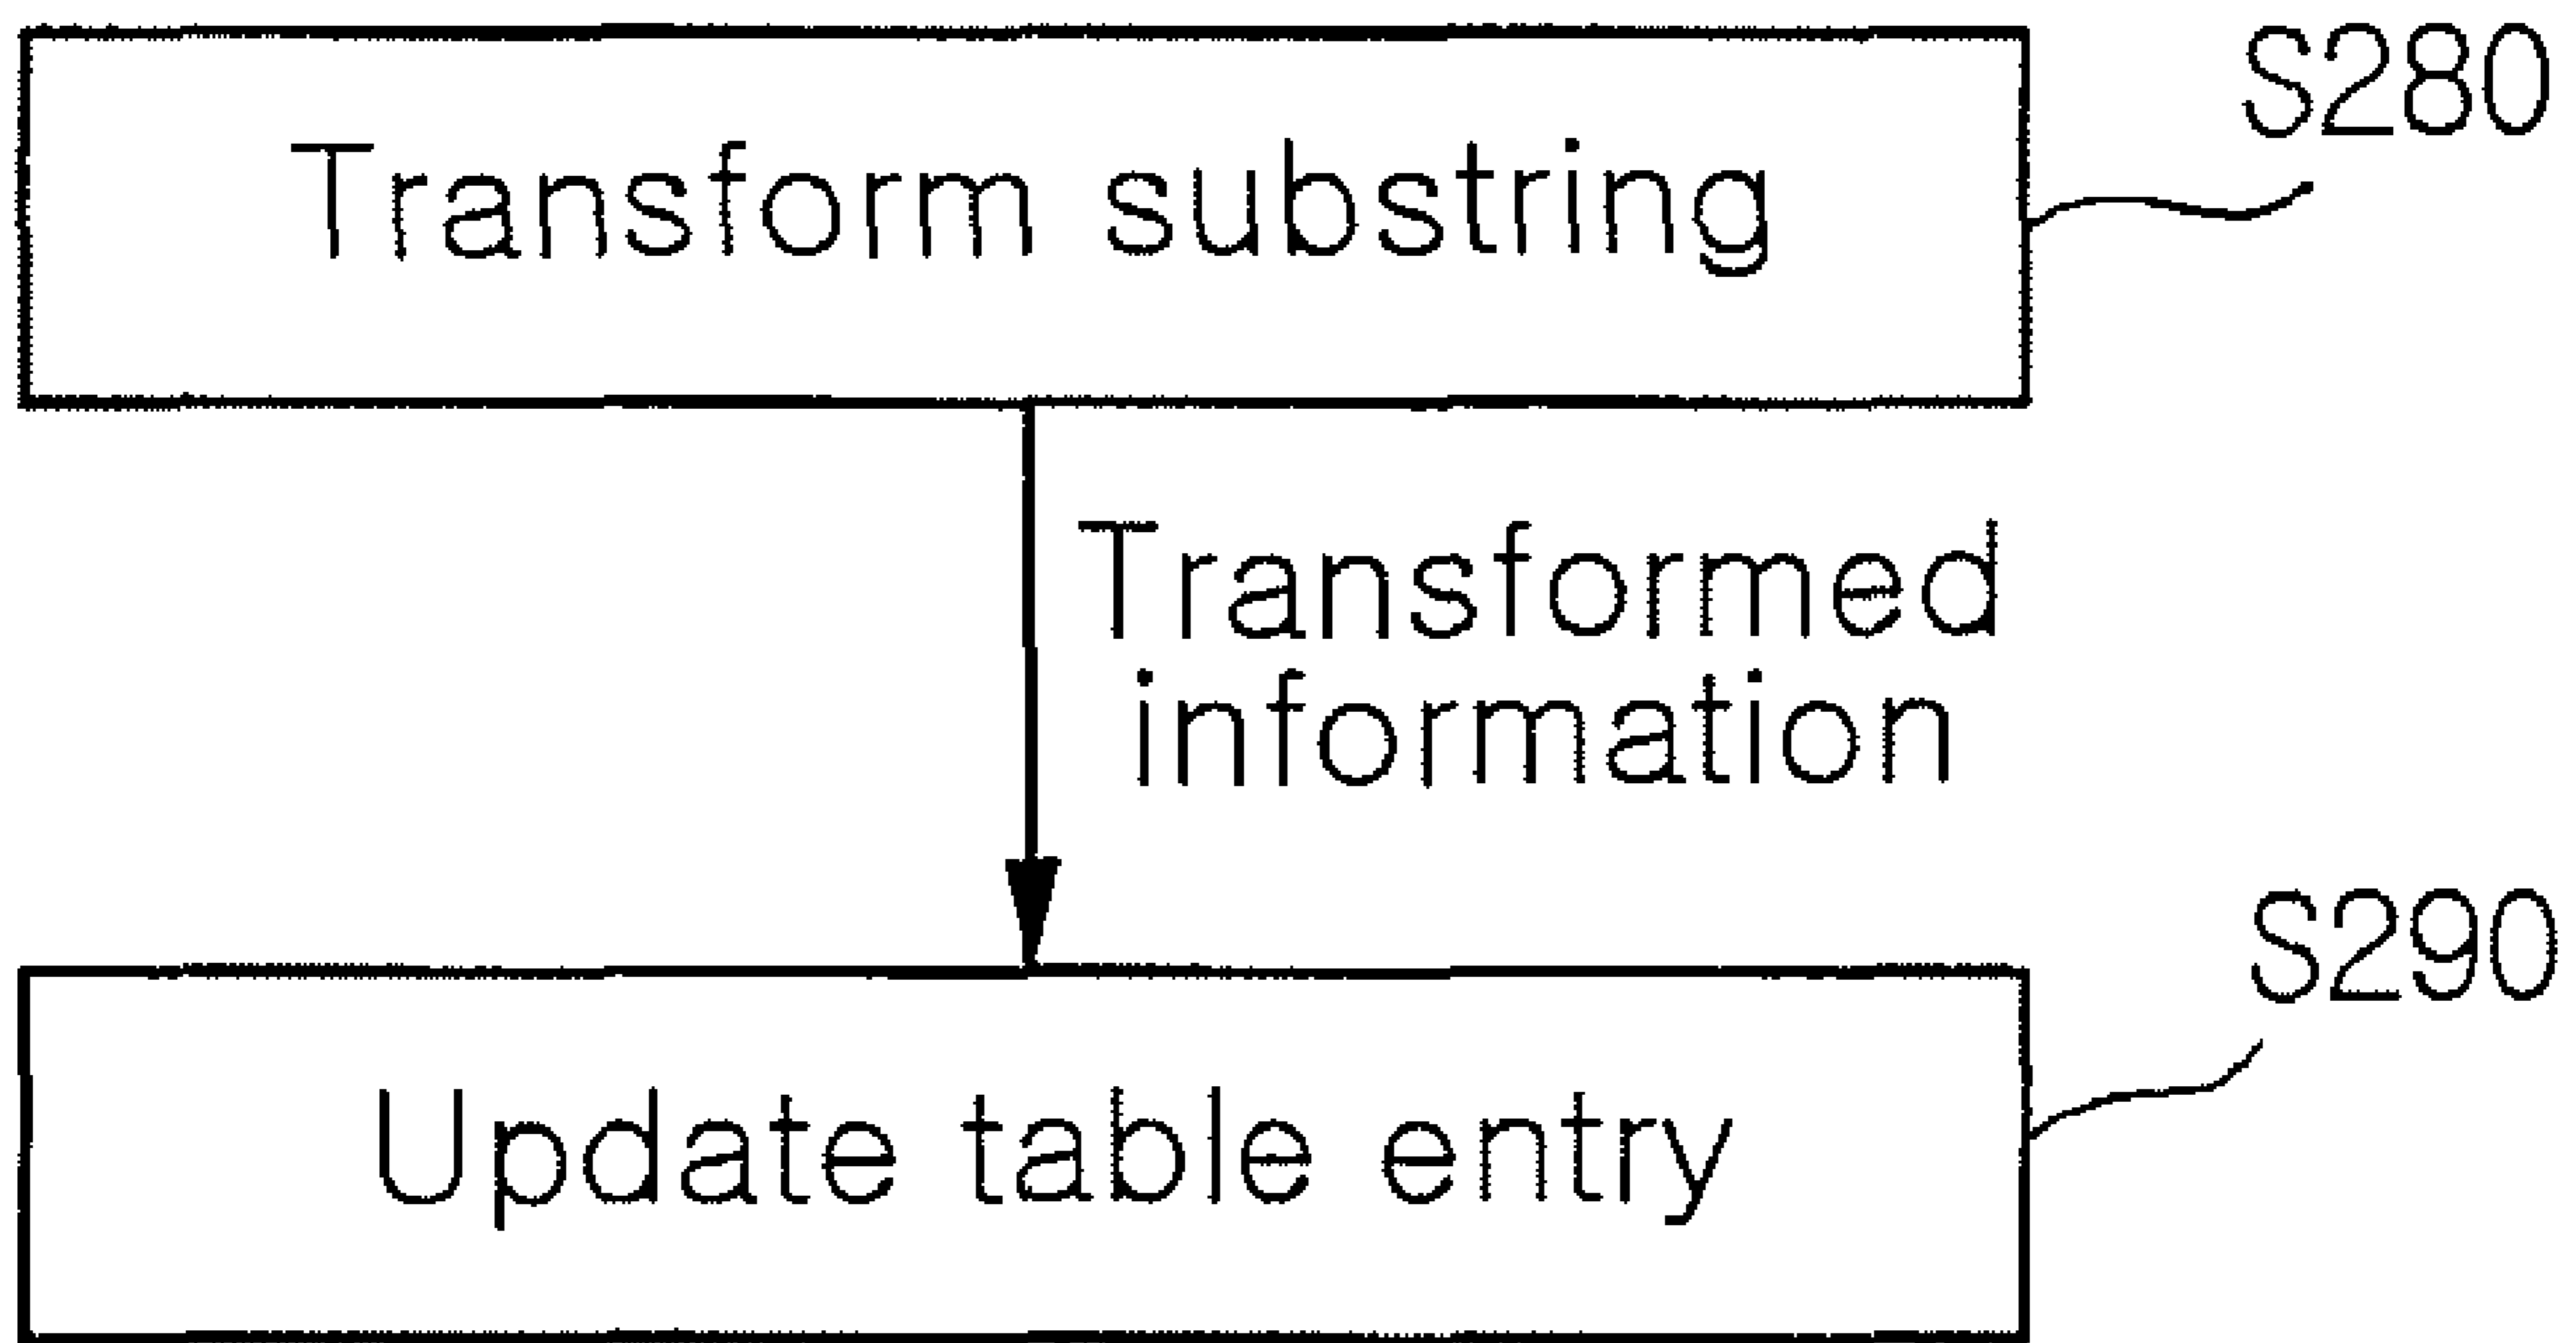 S280
Transform substring
Transformed
information
S290
Update table entry